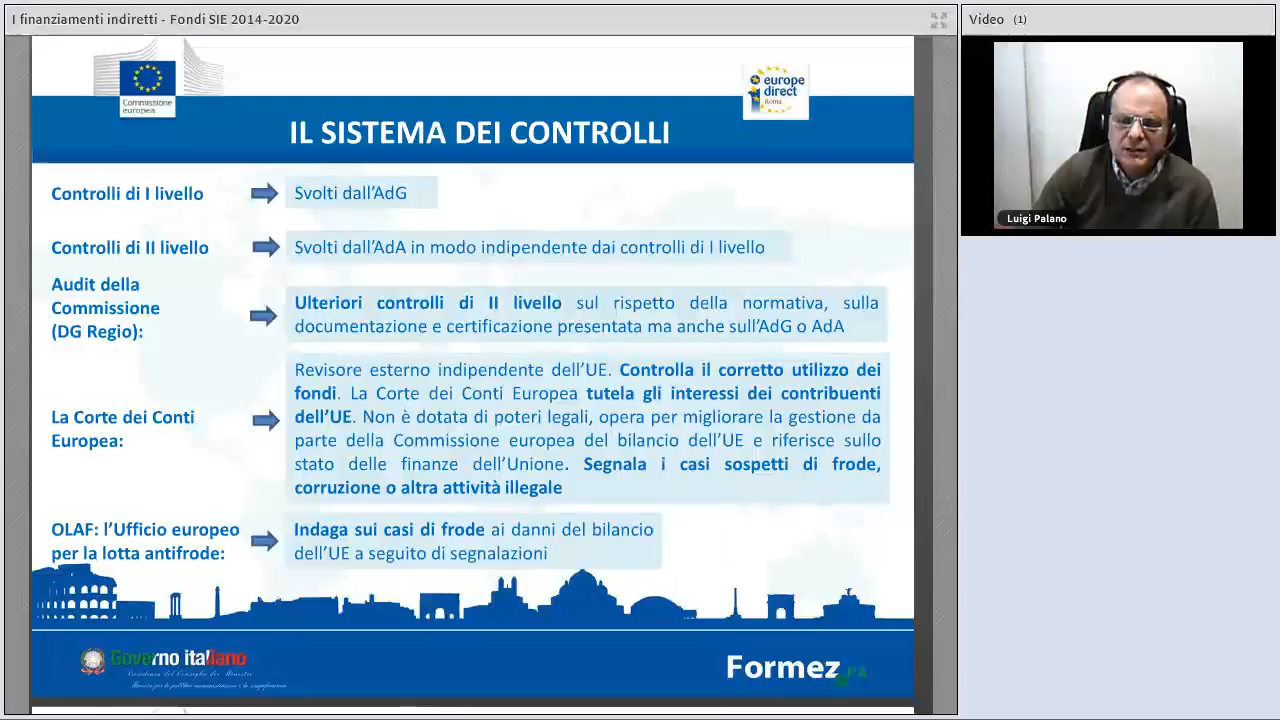 I finanziamenti indiretti - Fondi SIE 2014-2020
Video (1)
Commissione
europea
europe
direct
Roma
IL SISTEMA DEI CONTROLLI
Controlli di I livello
Svolti dall'AdG
Controlli di II livello
Svolti dall'AdA in modo indipendente dai controlli di I livello
Audit della
Commissione
(DG Regio):
Ulteriori controlli di II livello sul rispetto della normativa, sulla
documentazione e certificazione presentata ma anche sull'AdG o AdA
La Corte dei Conti
Europea:
Revisore esterno indipendente dell'UE. Controlla il corretto utilizzo dei
fondi. La Corte dei Conti Europea tutela gli interessi dei contribuenti
dell'UE. Non è dotata di poteri legali, opera per migliorare la gestione da
parte della Commissione europea del bilancio dell'UE e riferisce sullo
stato delle finanze dell'Unione. Segnala i casi sospetti di frode,
corruzione o altra attività illegale
OLAF: l'Ufficio europeo
per la lotta antifrode:
Indaga sui casi di frode ai danni del bilancio
dell'UE a seguito di segnalazioni
Governo italiano
Presidenza del Consiglio dei Ministri
Formez PA
Luigi Palano